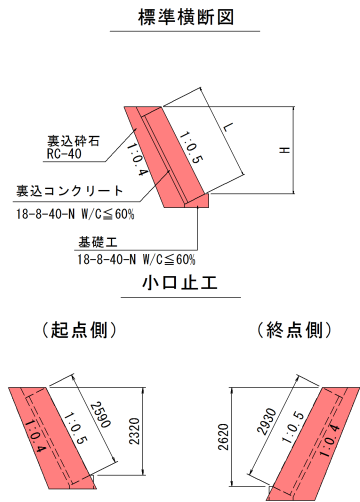 標準横断図
裏込砕石
RC-40
1:0.4
1:0.5
L
H
裏込コンクリート
18-8-40-N W/C≦60%
基礎工
18-8-40-N W/C≦60%
小口止工
(起点側)
(終点側)
1:0.4
1:0.5
2590
2320
2620
2930
1:0.5
1:0.4